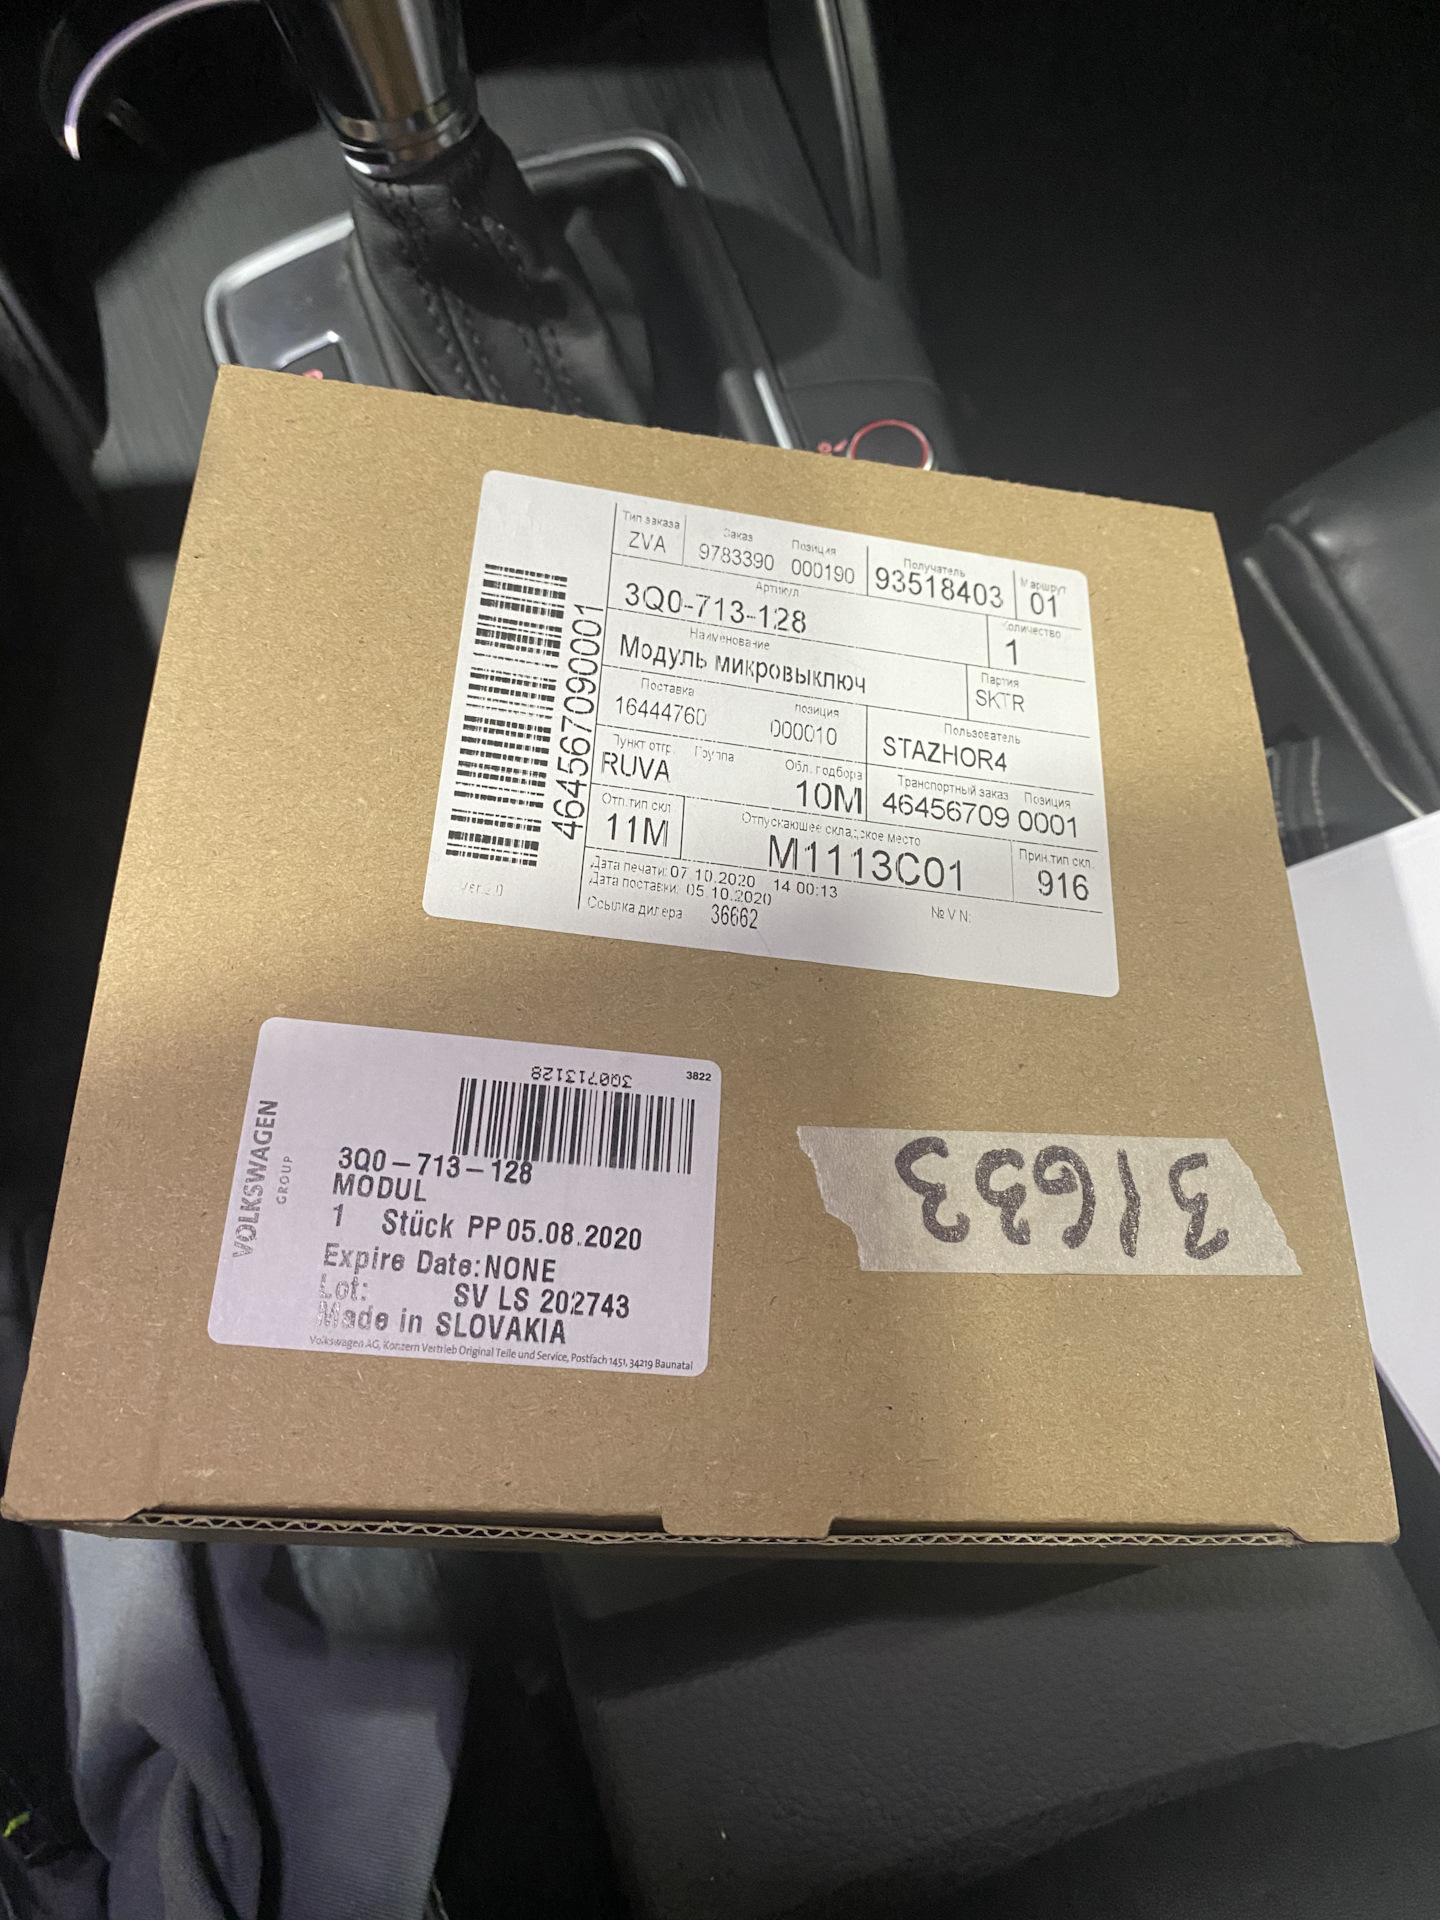 Тип заказа Заказ Позиция Получатель Маршрут
ZVA 9783390 000190 93518403 01
Артикул Количество
3Q0-713-128 1
Наименование Партия
Модуль микровыключ SKTR
Поставка позиция Пользователь
16444760 000010 STAZHOR4
Пункт отгр. Группа Обл. подбора Транспортный заказ Позиция
RUVA 10M 46456709 0001
Отп.тип скл Отпускающее складское место Прин.тип скл.
11M M1113C01 916
Дата печати: 07.10.2020 14:00:13
Дата поставки: 05.10.2020
Ссылка дилера 36662 № V N:
464567090001
Ver.2.0
3Q0713128 3822
VOLKSWAGEN
GROUP
3Q0-713-128
MODUL
1 Stück PP 05.08.2020
Expire Date:NONE
Lot: SV LS 202743
Made in SLOVAKIA
Volkswagen AG, Konzern Vertrieb Original Teile und Service, Postfach 1451, 34219 Baunatal
31633